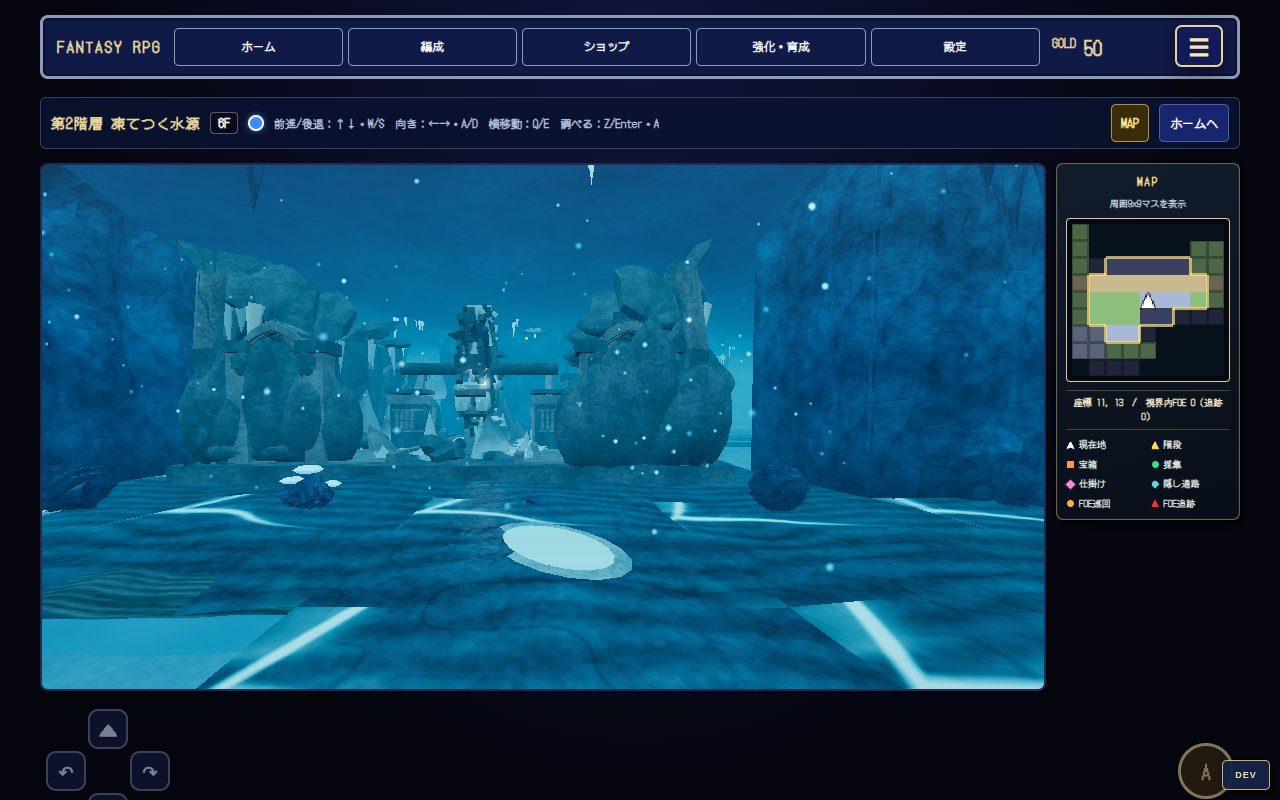 FANTASY RPG
ホーム
編成
ショップ
強化・育成
設定
GOLD 50
第2階層 凍てつく水源 6F 前進/後退：↑↓・W/S 向き：←→・A/D 横移動：Q/E 調べる：Z/Enter・A
MAP
ホームへ
MAP
周囲9x9マスを表示
座標 11, 13 / 視界内FOE 0（追跡
0）
現在地
階段
宝箱
採集
仕掛け
隠し通路
FOE巡回
FOE追跡
A
DEV